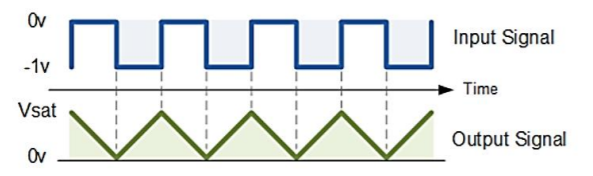 0v
Input Signal
-1v
Time
Vsat
Output Signal
0v